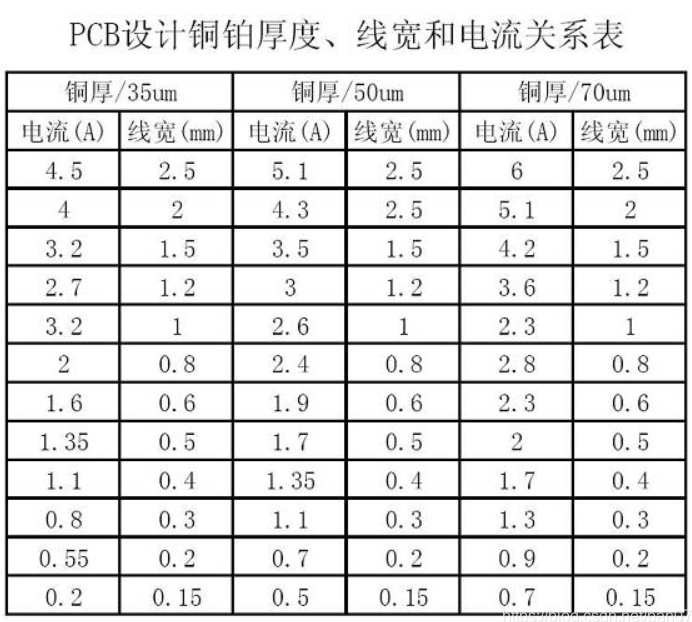 PCB设计铜铂厚度、线宽和电流关系表
铜厚/35um 铜厚/50um 铜厚/70um
电流(A) 线宽(mm) 电流(A) 线宽(mm) 电流(A) 线宽(mm)
4.5 2.5 5.1 2.5 6 2.5
4 2 4.3 2.5 5.1 2
3.2 1.5 3.5 1.5 4.2 1.5
2.7 1.2 3 1.2 3.6 1.2
3.2 1 2.6 1 2.3 1
2 0.8 2.4 0.8 2.8 0.8
1.6 0.6 1.9 0.6 2.3 0.6
1.35 0.5 1.7 0.5 2 0.5
1.1 0.4 1.35 0.4 1.7 0.4
0.8 0.3 1.1 0.3 1.3 0.3
0.55 0.2 0.7 0.2 0.9 0.2
0.2 0.15 0.5 0.15 0.7 0.15